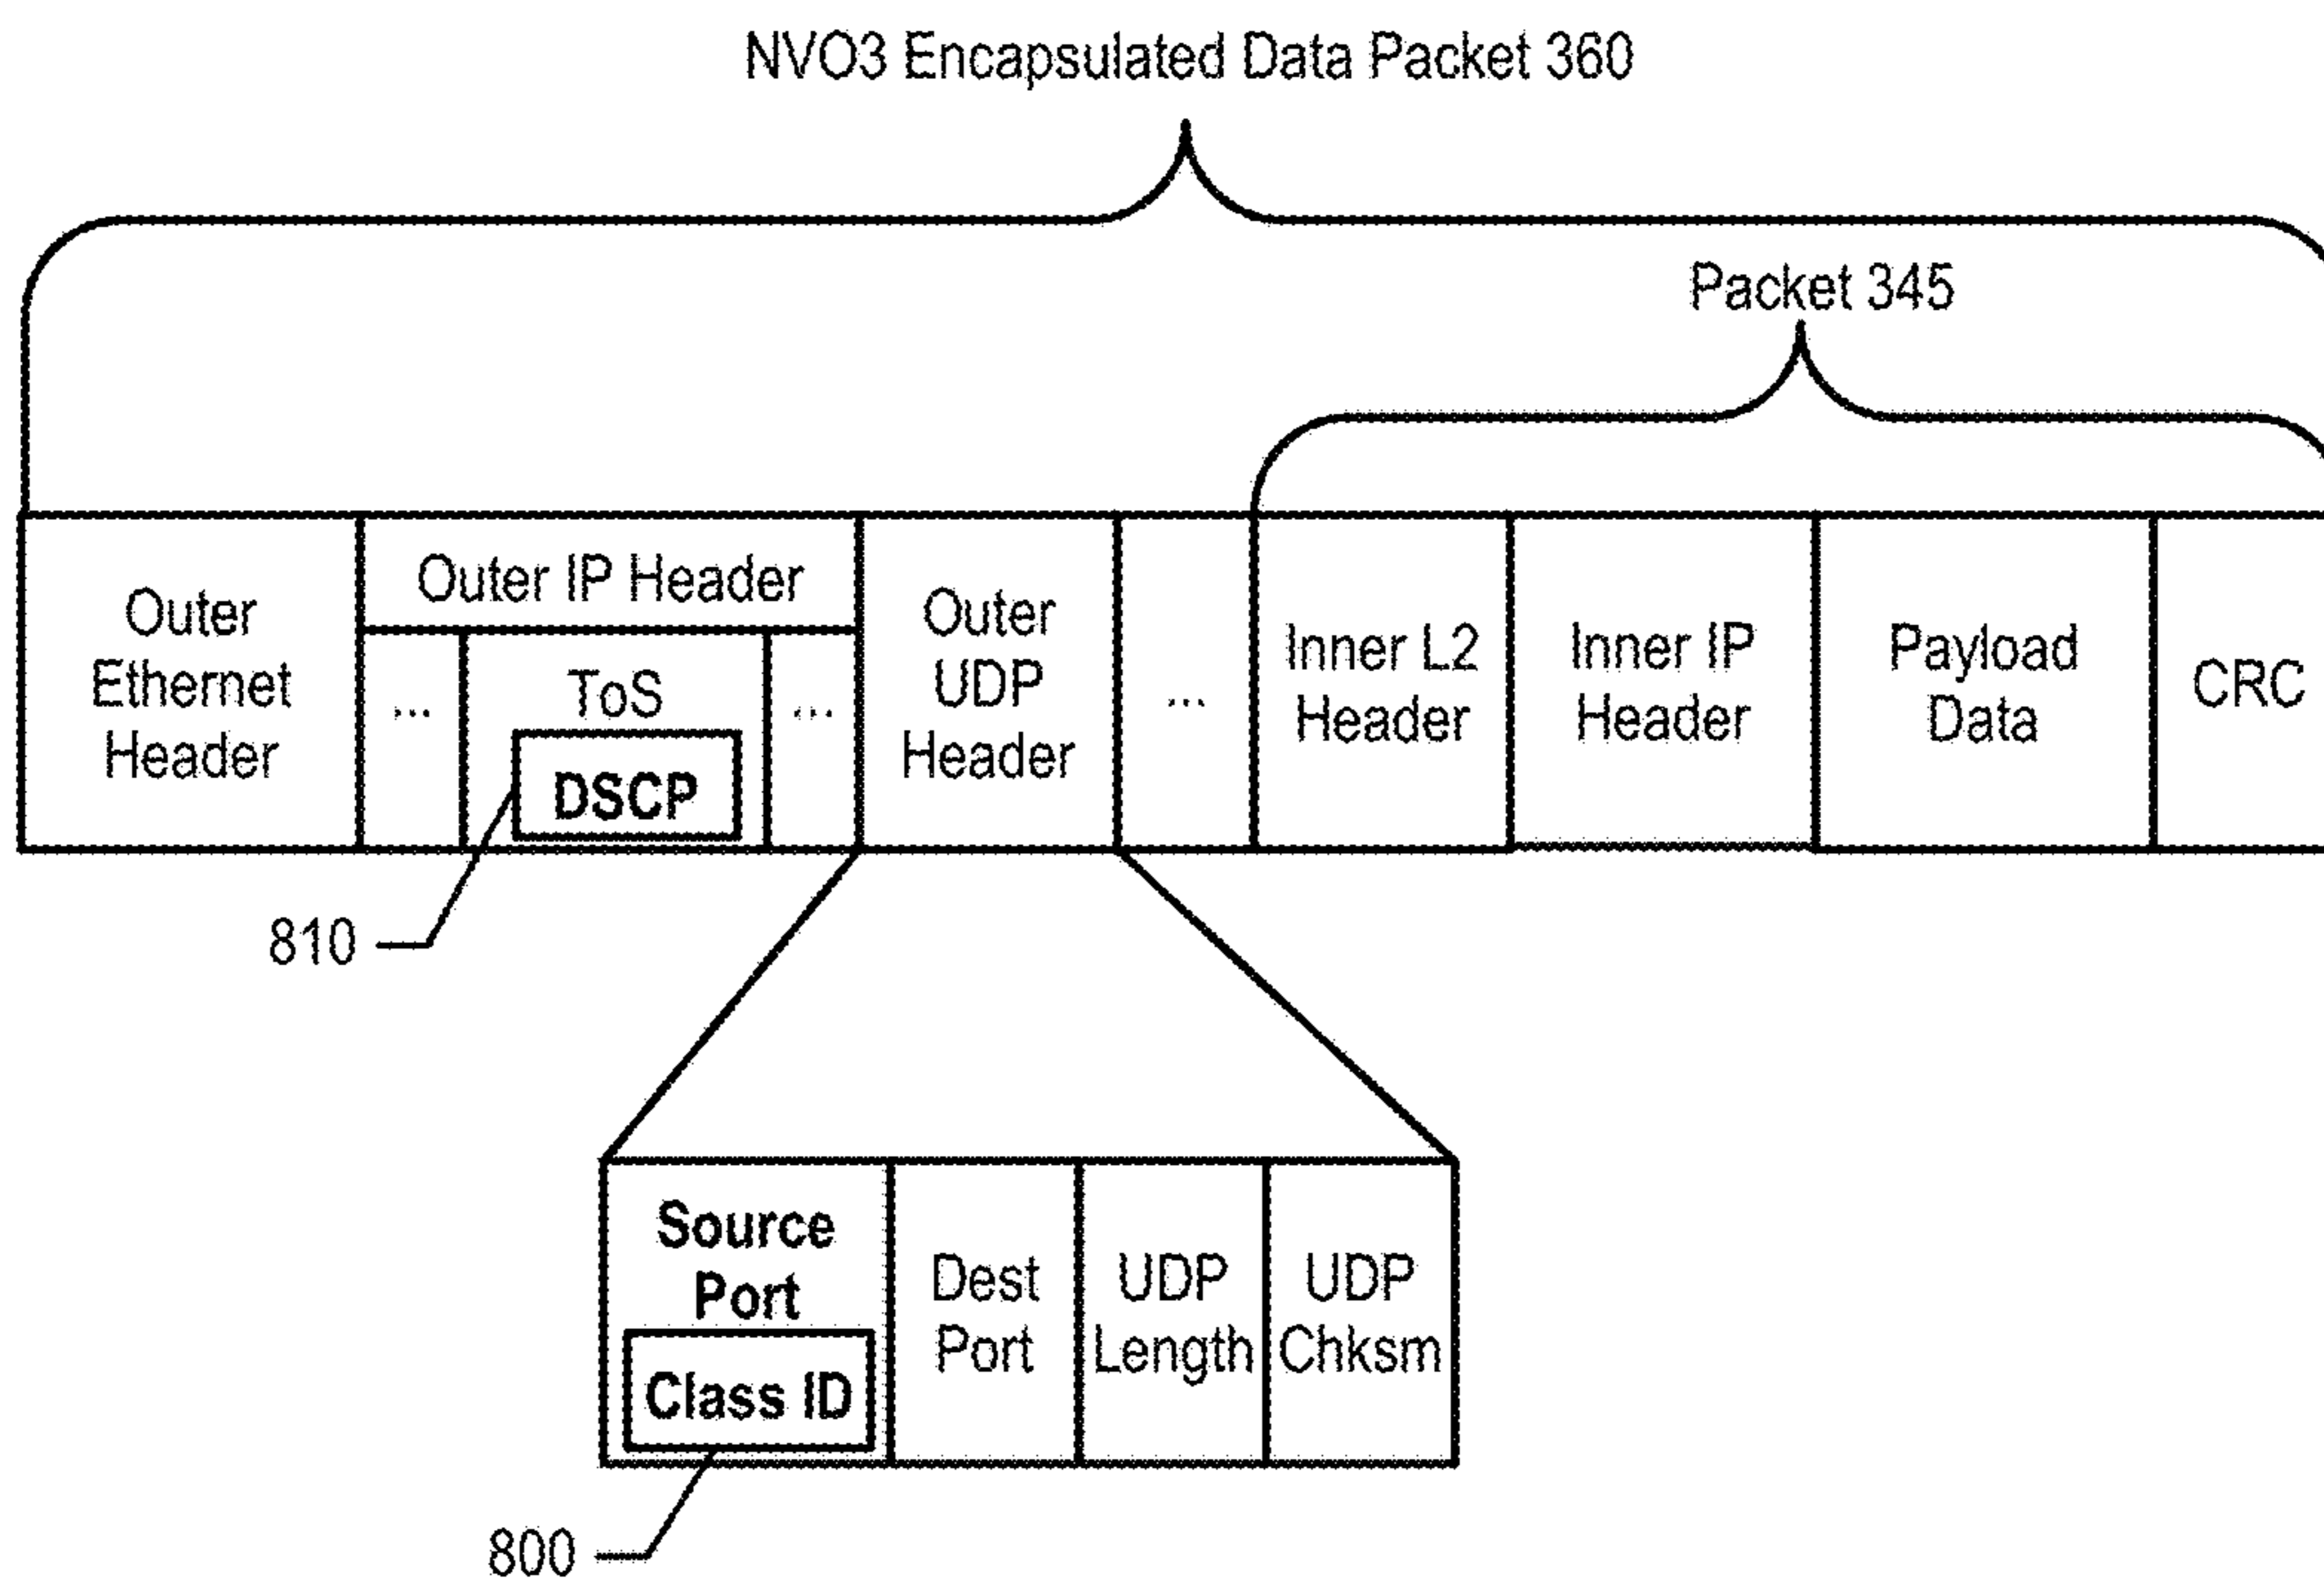 NVO3 Encapsulated Data Packet 360
Packet 345
Outer
Ethernet
Header
Outer IP Header
...
ToS
DSCP
...
Outer
UDP
Header
...
Inner L2
Header
Inner IP
Header
Payload
Data
CRC
810
Source
Port
Class ID
Dest
Port
UDP
Length
UDP
Chksm
800